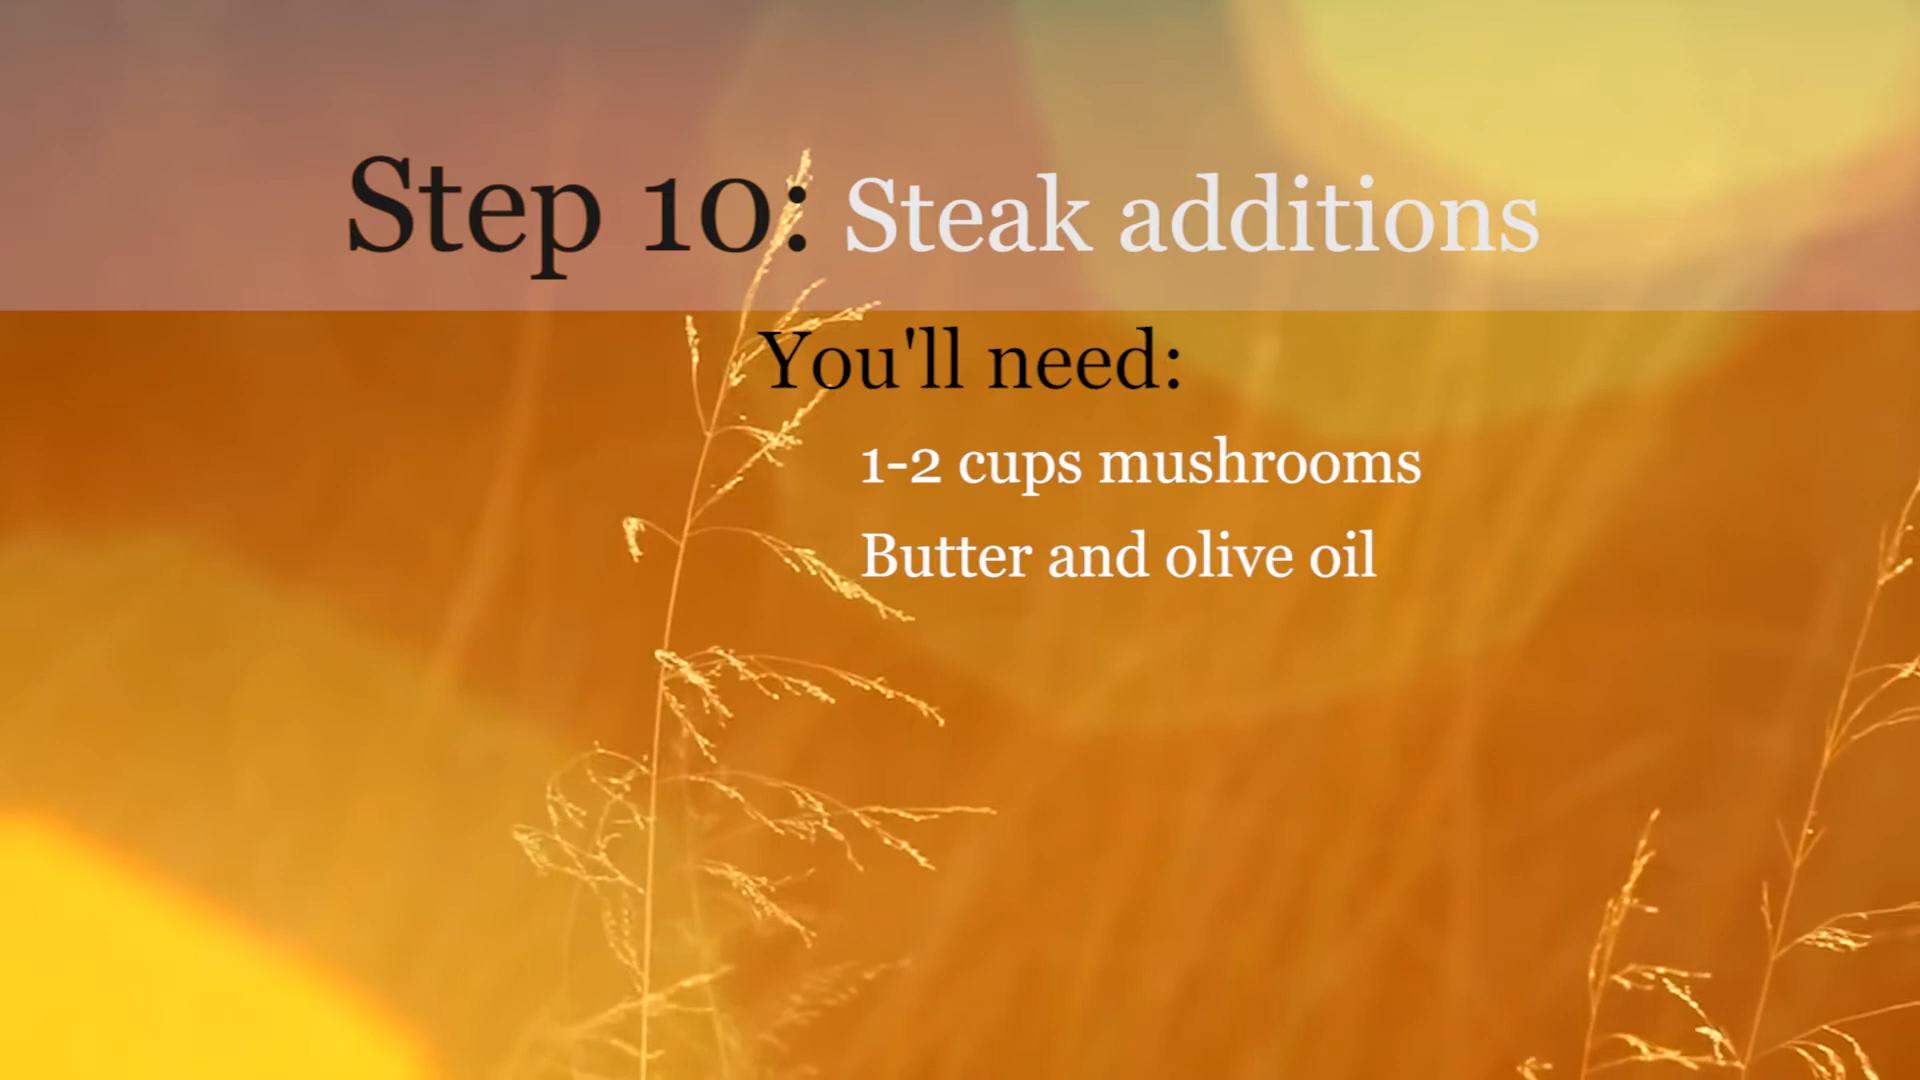 Step 10: Steak additions
You'll need:
1-2 cups mushrooms
Butter and olive oil